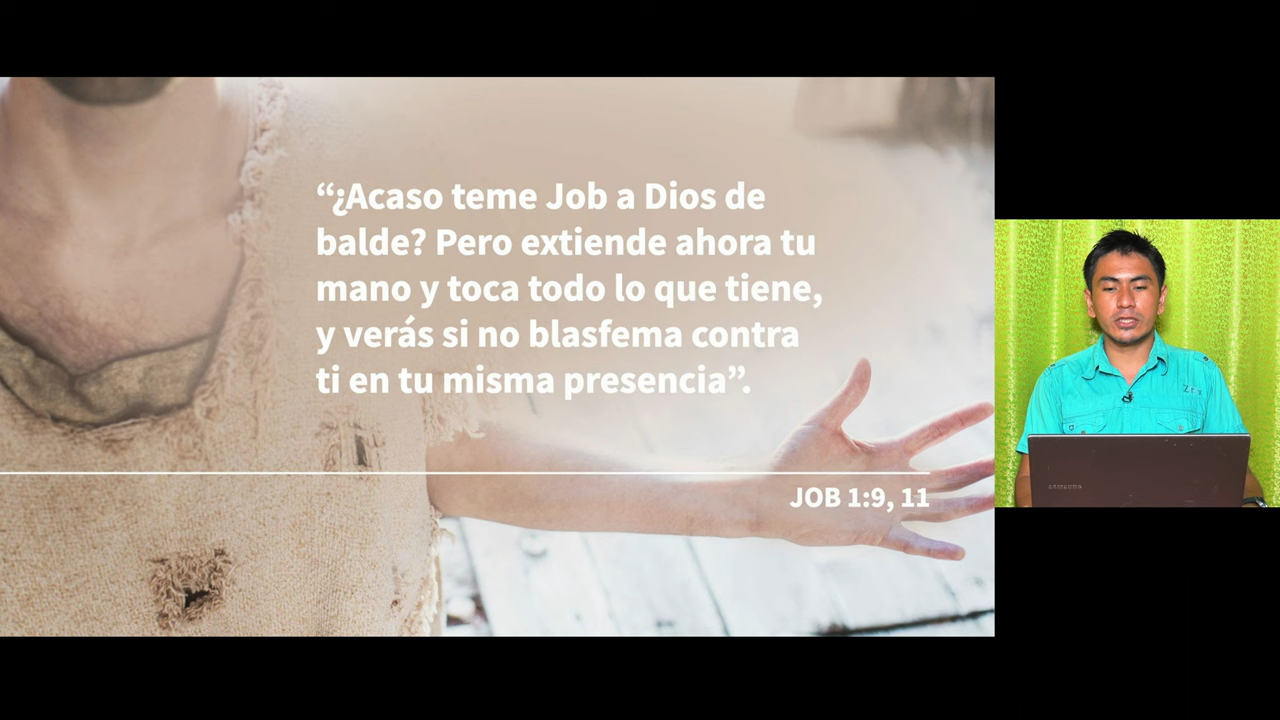 “¿Acaso teme Job a Dios de
balde? Pero extiende ahora tu
mano y toca todo lo que tiene,
y verás si no blasfema contra
ti en tu misma presencia”.
JOB 1:9, 11
SAMSUNG